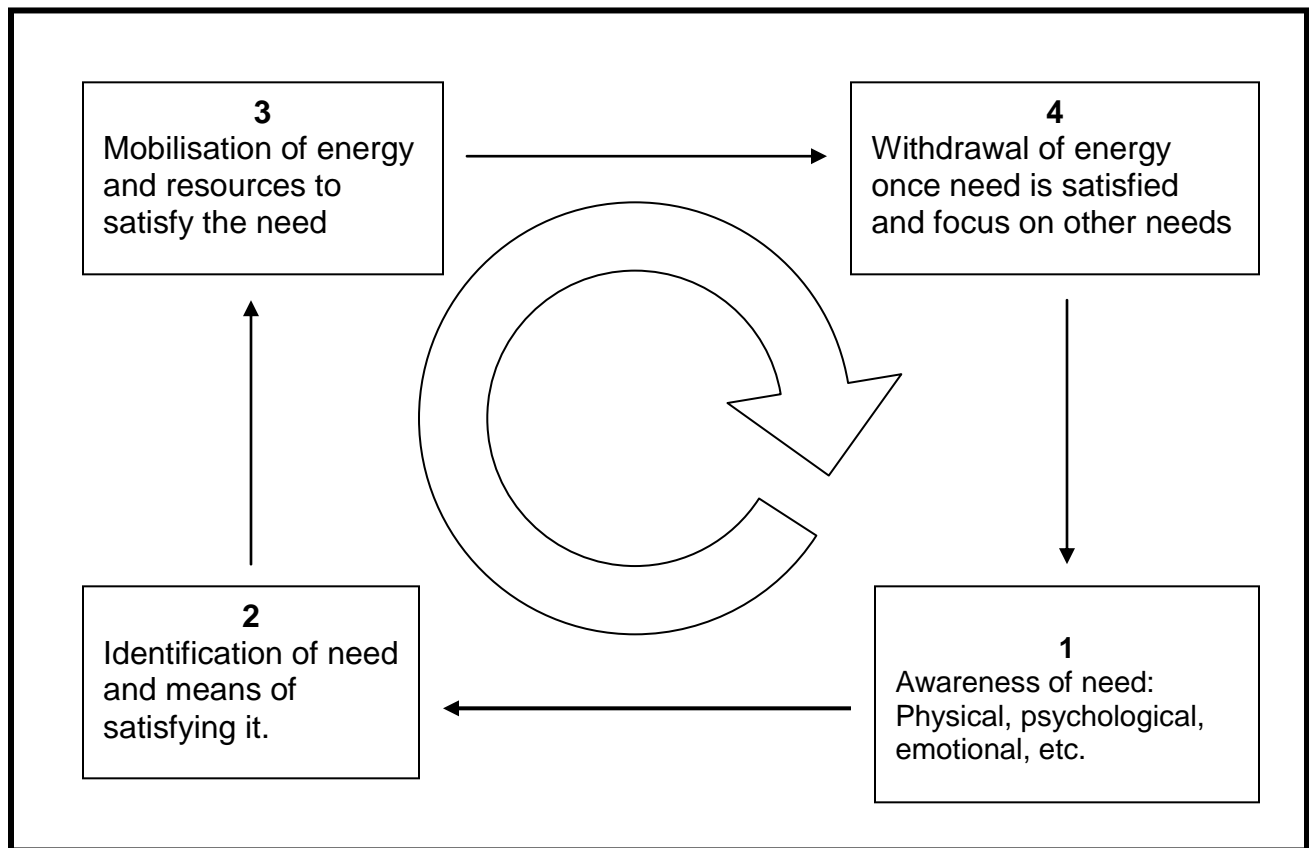 3
Mobilisation of energy
and resources to
satisfy the need
4
Withdrawal of energy
once need is satisfied
and focus on other needs
2
Identification of need
and means of
satisfying it.
1
Awareness of need:
Physical, psychological,
emotional, etc.